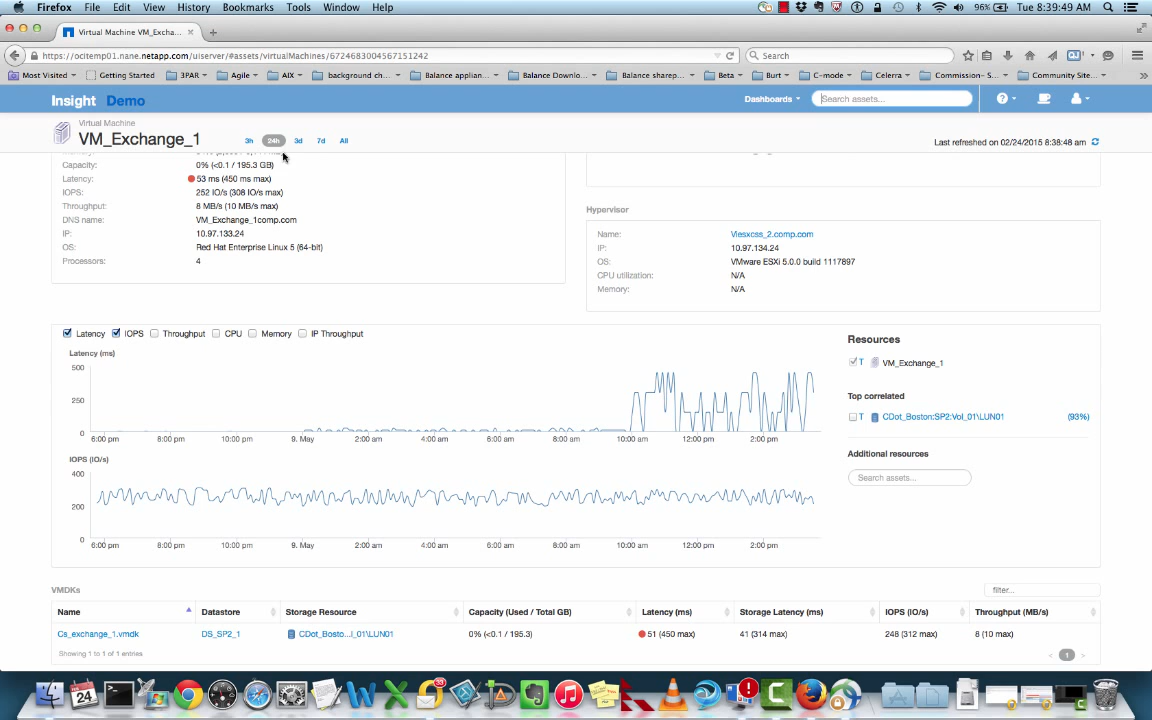 Firefox File Edit View History Bookmarks Tools Window Help
96% Tue 8:39:49 AM
Virtual Machine VM_Excha...
https://ocitemp01.nane.netapp.com/uiserver/#assets/virtualMachines/6724683004567151242
Search
Most Visited Getting Started 3PAR Agile AIX background ch... Balance applian... Balance Downlo... Balance sharep... Beta Burt C-mode Celerra Commission- S... Community Site...
Insight Demo
Dashboards
Search assets...
Virtual Machine
VM_Exchange_1
3h 24h 3d 7d All
Last refreshed on 02/24/2015 8:38:48 am
Capacity: 0% (<0.1 / 195.3 GB)
Latency: 53 ms (450 ms max)
IOPS: 252 IO/s (308 IO/s max)
Throughput: 8 MB/s (10 MB/s max)
DNS name: VM_Exchange_1comp.com
IP: 10.97.133.24
OS: Red Hat Enterprise Linux 5 (64-bit)
Processors: 4
Hypervisor
Name: Viesxcss_2.comp.com
IP: 10.97.134.24
OS: VMware ESXi 5.0.0 build 1117897
CPU utilization: N/A
Memory: N/A
Latency IOPS Throughput CPU Memory IP Throughput
Latency (ms)
500
250
0
6:00 pm 8:00 pm 10:00 pm 9. May 2:00 am 4:00 am 6:00 am 8:00 am 10:00 am 12:00 pm 2:00 pm
IOPS (IO/s)
400
200
0
6:00 pm 8:00 pm 10:00 pm 9. May 2:00 am 4:00 am 6:00 am 8:00 am 10:00 am 12:00 pm 2:00 pm
Resources
T VM_Exchange_1
Top correlated
T CDot_Boston:SP2:Vol_01\LUN01 (93%)
Additional resources
Search assets...
VMDKs
filter...
Name Datastore Storage Resource Capacity (Used / Total GB) Latency (ms) Storage Latency (ms) IOPS (IO/s) Throughput (MB/s)
Cs_exchange_1.vmdk DS_SP2_1 CDot_Bosto...l_01\LUN01 0% (<0.1 / 195.3) 51 (450 max) 41 (314 max) 248 (312 max) 8 (10 max)
Showing 1 to 1 of 1 entries
< 1 >
24
33